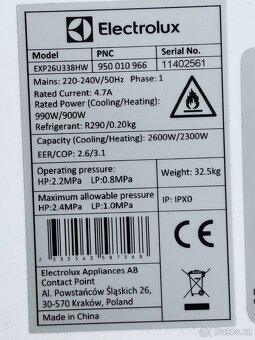 Electrolux
Model PNC Serial No.
EXP26U338HW 950 010 966 11402561
Mains: 220-240V/50Hz Phase: 1
Rated Current: 4.7A
Rated Power (Cooling/Heating):
990W/900W
Refrigerant: R290/0.20kg
Capacity (Cooling/Heating): 2600W/2300W
EER/COP: 2.6/3.1
Operating pressure:
HP:2.2MPa LP:0.8MPa
Weight: 32.5kg
Maximum allowable pressure
HP:2.4MPa LP:1.0MPa
IP: IPX0
Electrolux Appliances AB
Contact Point
Al. Powstańców Śląskich 26,
30-570 Kraków, Poland
Made in China